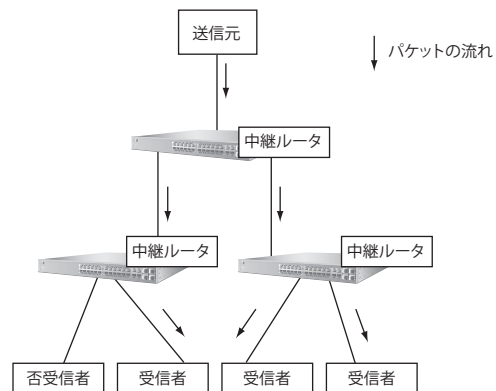 送信元
パケットの流れ
中継ルータ
中継ルータ
中継ルータ
否受信者
受信者
受信者
受信者